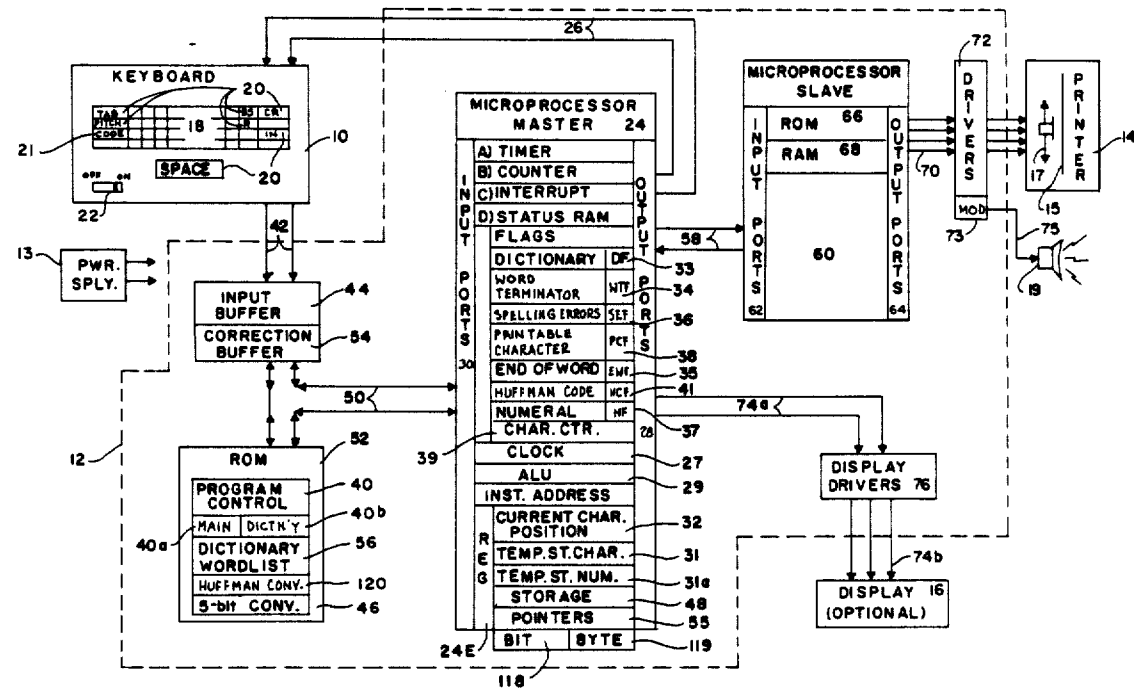 26
KEYBOARD
20
TAB
BS
CR
PITCH
18
R
CODE
IN
21
10
SPACE
20
OFF
ON
22
13
PWR.
SPLY.
42
INPUT
BUFFER
44
CORRECTION
BUFFER
54
50
12
ROM
52
PROGRAM
CONTROL
40
MAIN
DICTN'Y
40b
40a
DICTIONARY
WORDLIST
56
HUFFMAN CONV.
120
5-bit CONV.
46
MICROPROCESSOR
MASTER
24
INPUT PORTS
30
OUTPUT PORTS
28
A) TIMER
B) COUNTER
C) INTERRUPT
D) STATUS RAM
FLAGS
DICTIONARY
DF
33
WORD
TERMINATOR
WTF
34
SPELLING ERRORS
SEF
36
PRINTABLE
CHARACTER
PCF
38
END OF WORD
EWF
35
HUFFMAN CODE
HCF
41
NUMERAL
NF
37
CHAR. CTR.
39
CLOCK
27
ALU
29
INST. ADDRESS
REG
CURRENT CHAR.
POSITION
32
TEMP. ST. CHAR.
31
TEMP. ST. NUM.
31a
STORAGE
48
POINTERS
55
24E
BIT
BYTE
119
118
58
MICROPROCESSOR
SLAVE
INPUT PORTS
62
ROM
66
RAM
68
60
OUTPUT PORTS
64
70
72
DRIVERS
MOD
73
75
PRINTER
14
17
15
19
74a
DISPLAY
DRIVERS 76
74b
DISPLAY 16
(OPTIONAL)